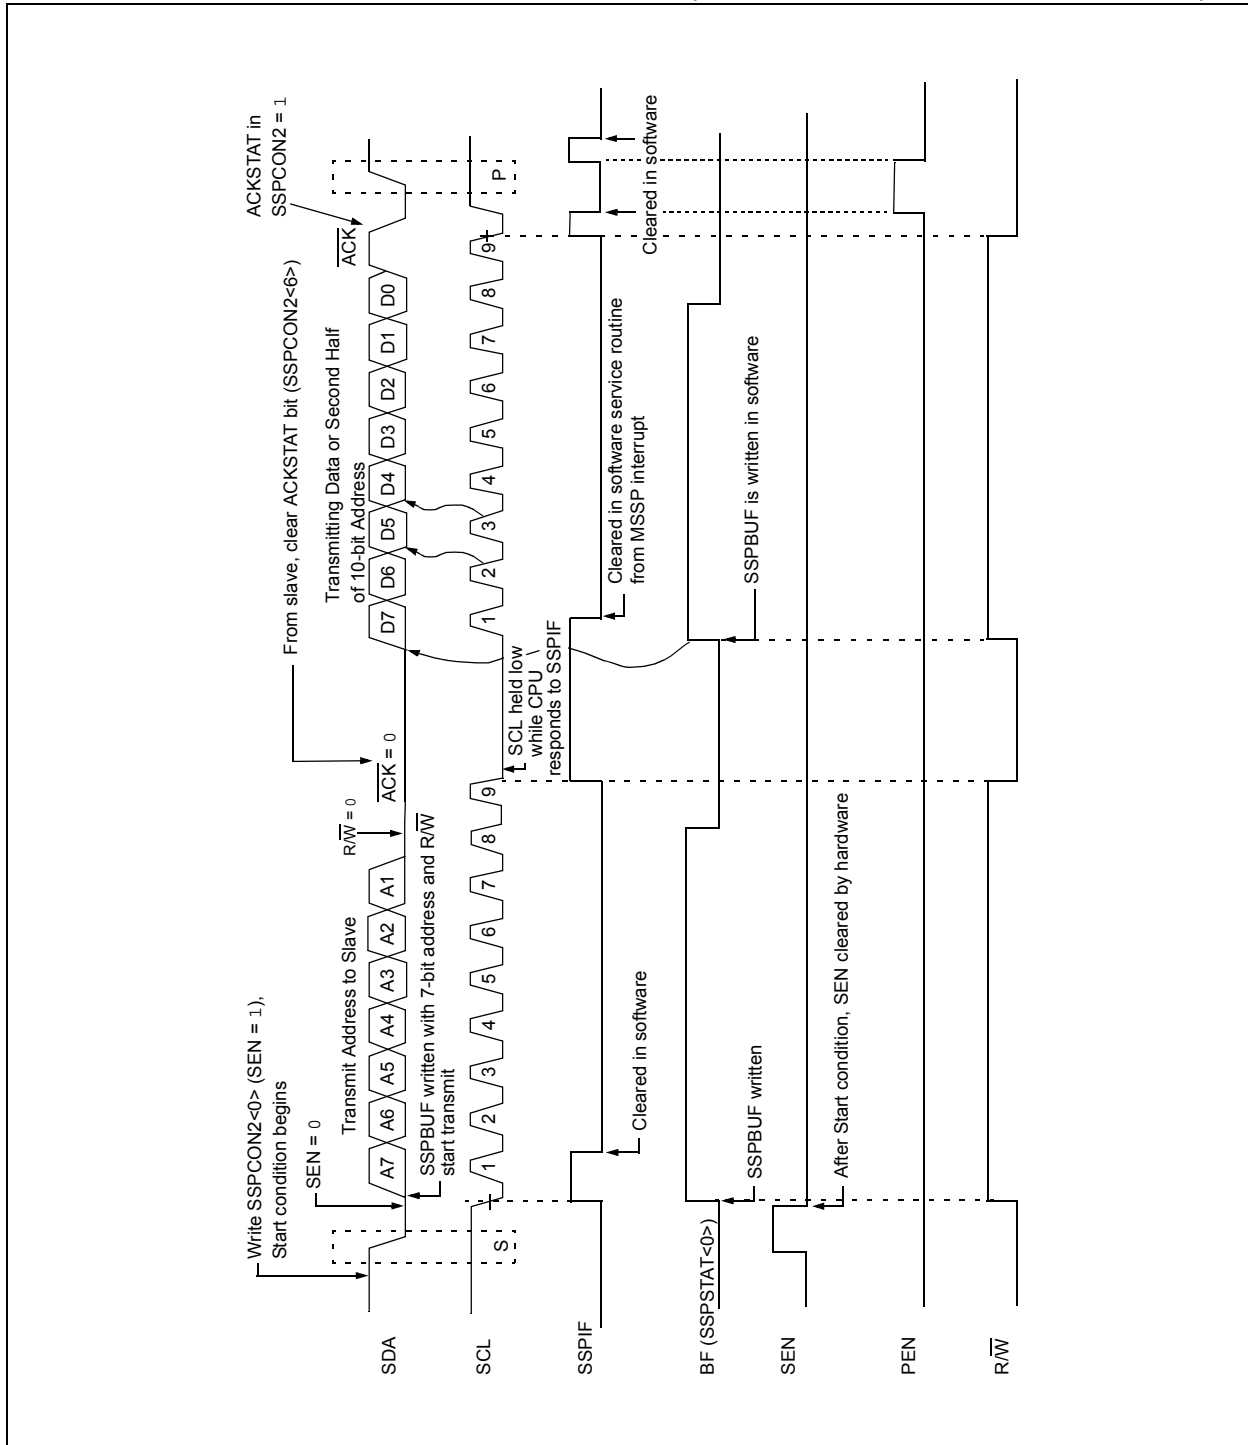 Write SSPCON2<0> (SEN = 1),
Start condition begins
SEN = 0
Transmit Address to Slave
R/W = 0
From slave, clear ACKSTAT bit (SSPCON2<6>)
ACK = 0
Transmitting Data or Second Half
of 10-bit Address
ACKSTAT in
SSPCON2 = 1
ACK
SDA
A7 A6 A5 A4 A3 A2 A1
D7 D6 D5 D4 D3 D2 D1 D0
SSPBUF written with 7-bit address and R/W
start transmit
SCL
S
1 2 3 4 5 6 7 8 9
1 2 3 4 5 6 7 8 9
P
SCL held low
while CPU
responds to SSPIF
SSPIF
Cleared in software
Cleared in software service routine
from MSSP interrupt
Cleared in software
Cleared in software
BF (SSPSTAT<0>)
SSPBUF written
SSPBUF is written in software
SEN
After Start condition, SEN cleared by hardware
PEN
R/W